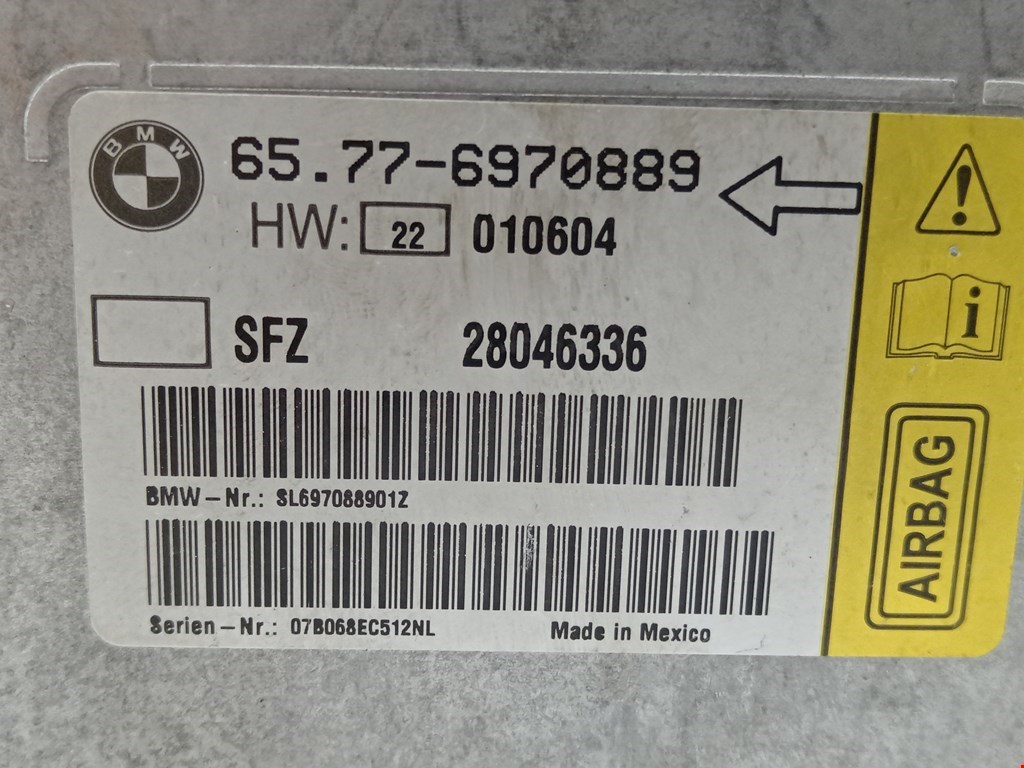 BMW
65.77-6970889
HW: 22 010604
SFZ 28046336
BMW-Nr.: SL697088901Z
Serien-Nr.: 07B068EC512NL
Made in Mexico
AIRBAG